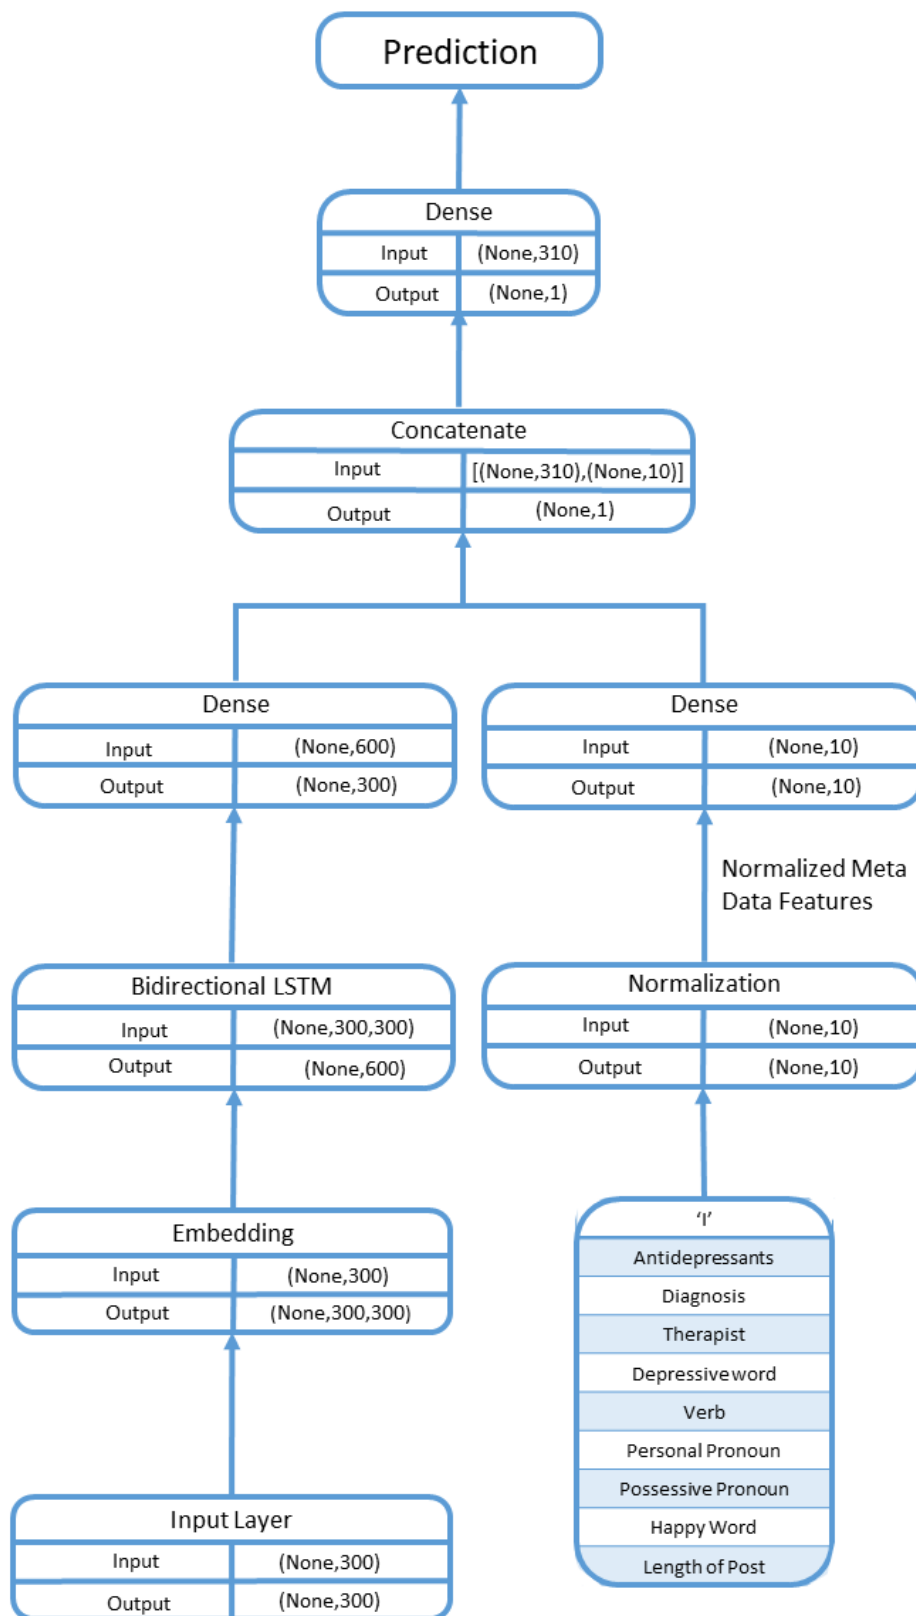 Prediction
Dense
Input (None,310)
Output (None,1)
Concatenate
Input [(None,310),(None,10)]
Output (None,1)
Dense
Input (None,600)
Output (None,300)
Dense
Input (None,10)
Output (None,10)
Normalized Meta
Data Features
Bidirectional LSTM
Input (None,300,300)
Output (None,600)
Normalization
Input (None,10)
Output (None,10)
Embedding
Input (None,300)
Output (None,300,300)
‘I’
Antidepressants
Diagnosis
Therapist
Depressive word
Verb
Personal Pronoun
Possessive Pronoun
Happy Word
Length of Post
Input Layer
Input (None,300)
Output (None,300)